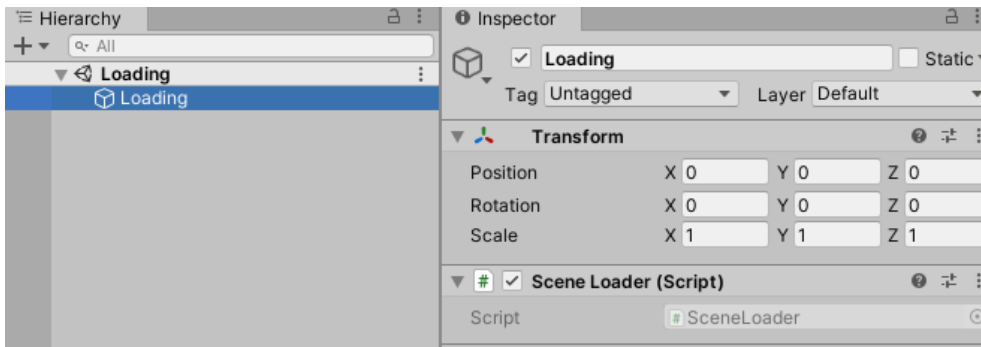 Hierarchy
All
Loading
Loading
Inspector
Loading
Static
Tag Untagged Layer Default
Transform
Position X 0 Y 0 Z 0
Rotation X 0 Y 0 Z 0
Scale X 1 Y 1 Z 1
# Scene Loader (Script)
Script # SceneLoader